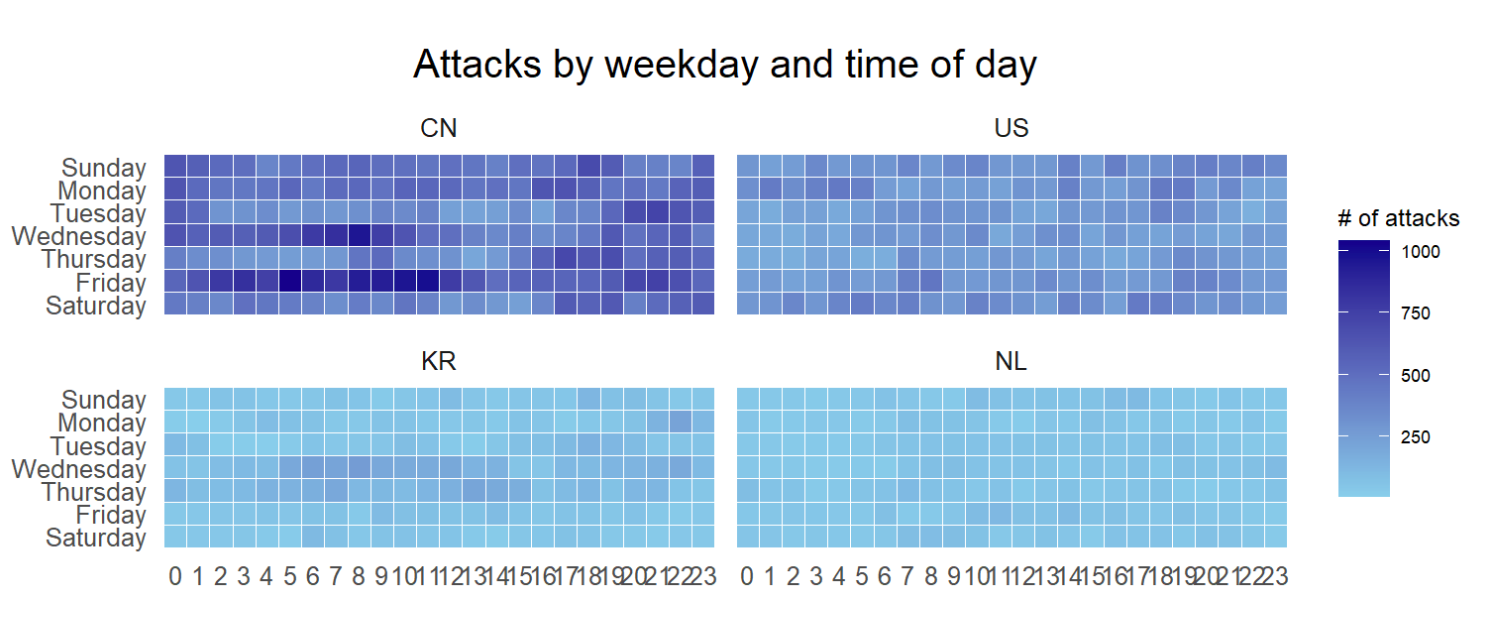 Attacks by weekday and time of day
CN
US
Sunday
Monday
Tuesday
Wednesday
Thursday
Friday
Saturday
KR
NL
Sunday
Monday
Tuesday
Wednesday
Thursday
Friday
Saturday
0 1 2 3 4 5 6 7 8 9 10 11 12 13 14 15 16 17 18 19 20 21 22 23
0 1 2 3 4 5 6 7 8 9 10 11 12 13 14 15 16 17 18 19 20 21 22 23
# of attacks
1000
750
500
250